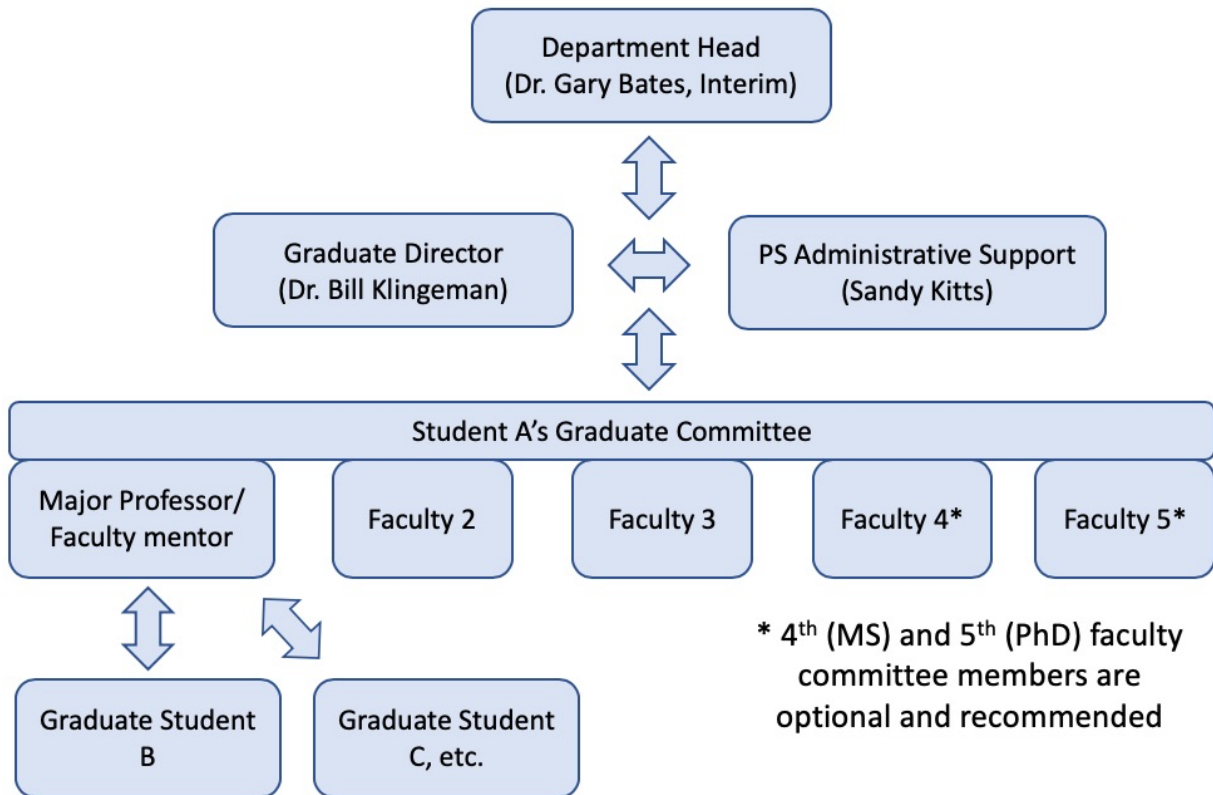 Department Head
(Dr. Gary Bates, Interim)
Graduate Director
(Dr. Bill Klingeman)
PS Administrative Support
(Sandy Kitts)
Student A’s Graduate Committee
Major Professor/
Faculty mentor
Faculty 2
Faculty 3
Faculty 4*
Faculty 5*
Graduate Student
B
Graduate Student
C, etc.
* 4th (MS) and 5th (PhD) faculty
committee members are
optional and recommended